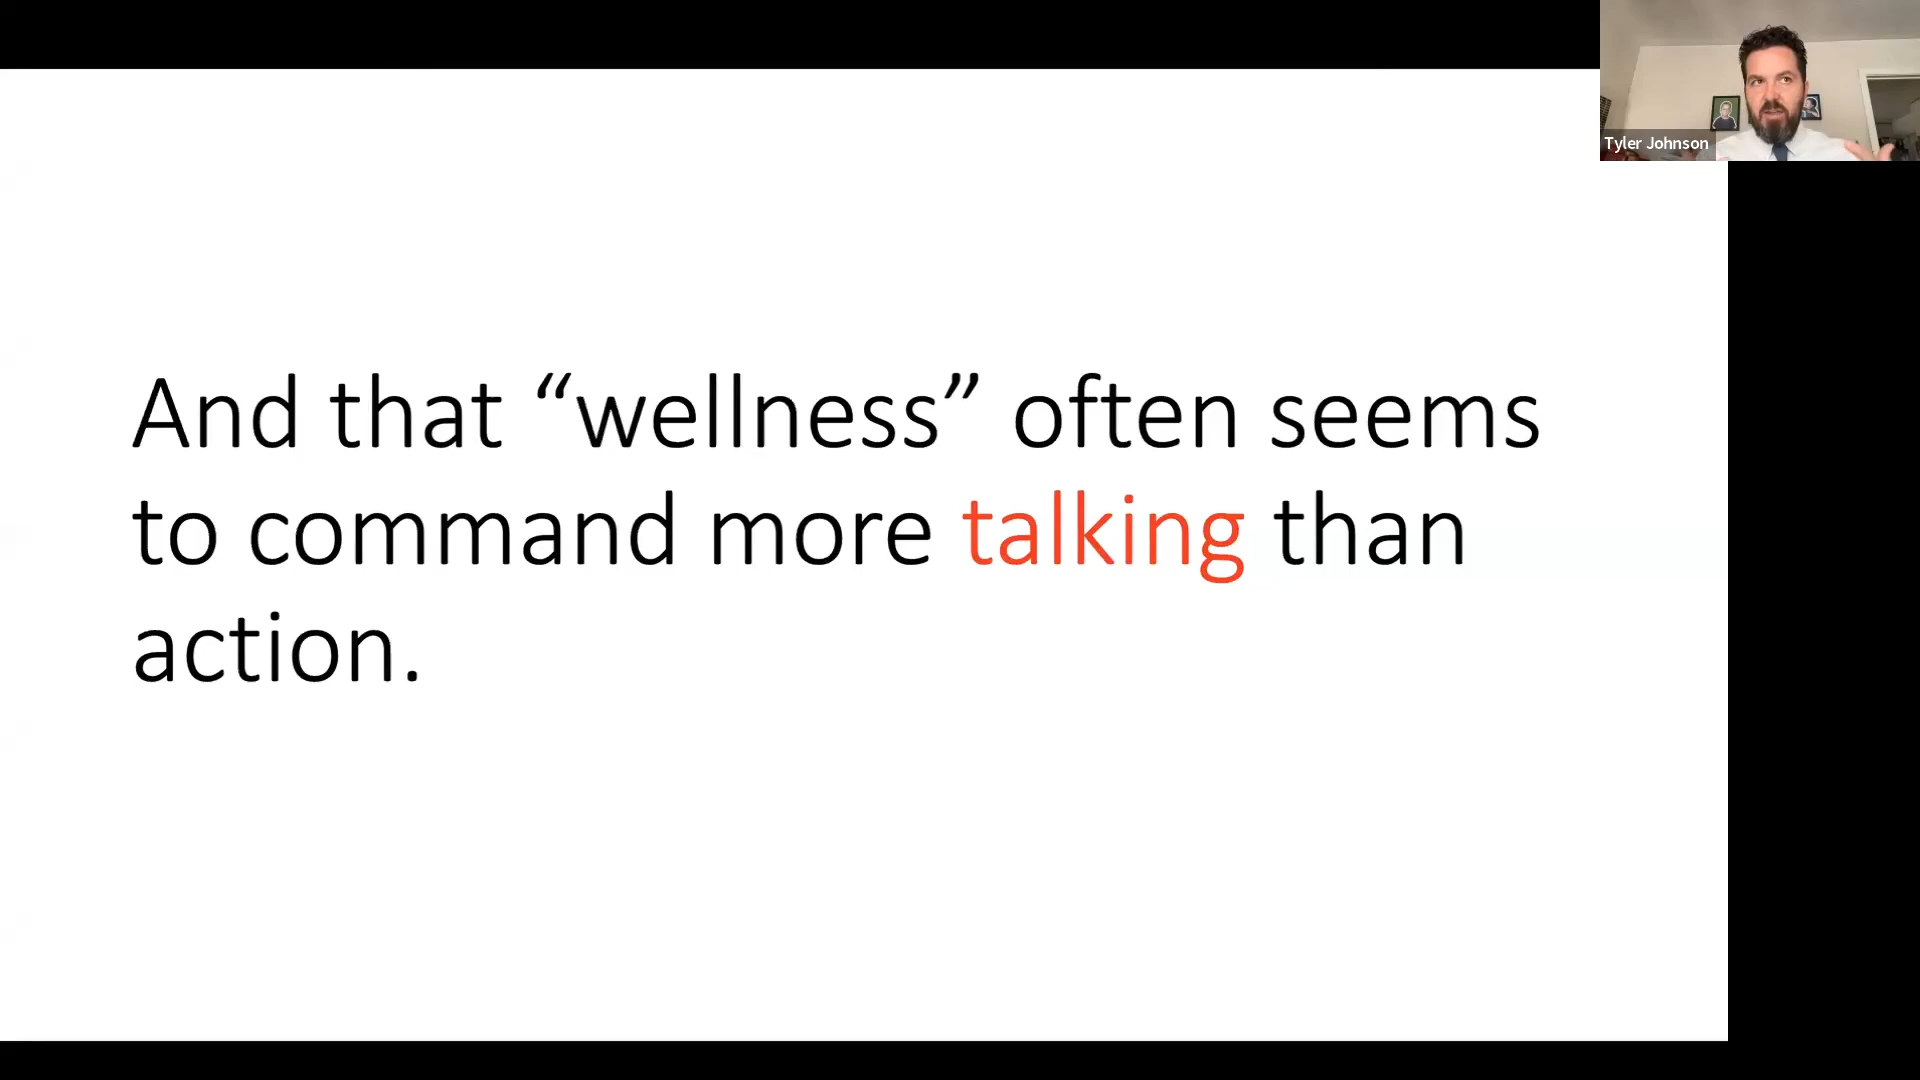 Tyler Johnson
And that “wellness” often seems
to command more talking than
action.